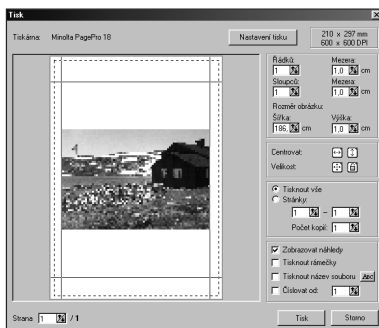 Tisk
Tiskárna: Minolta PagePro 18
Nastavení tisku
210 x 297 mm
600 x 600 DPI
Řádků: Mezera:
1 1,0 cm
Sloupců: Mezera:
1 1,0 cm
Rozměr obrázku:
Šířka: Výška:
186, cm 1,0 cm
Centrovat:
Velikost:
Tisknout vše
Stránky:
1 - 1
Počet kopií: 1
Zobrazovat náhledy
Tisknout rámečky
Tisknout název souboru Abc
Číslovat od: 1
Strana 1 / 1
Tisk Storno